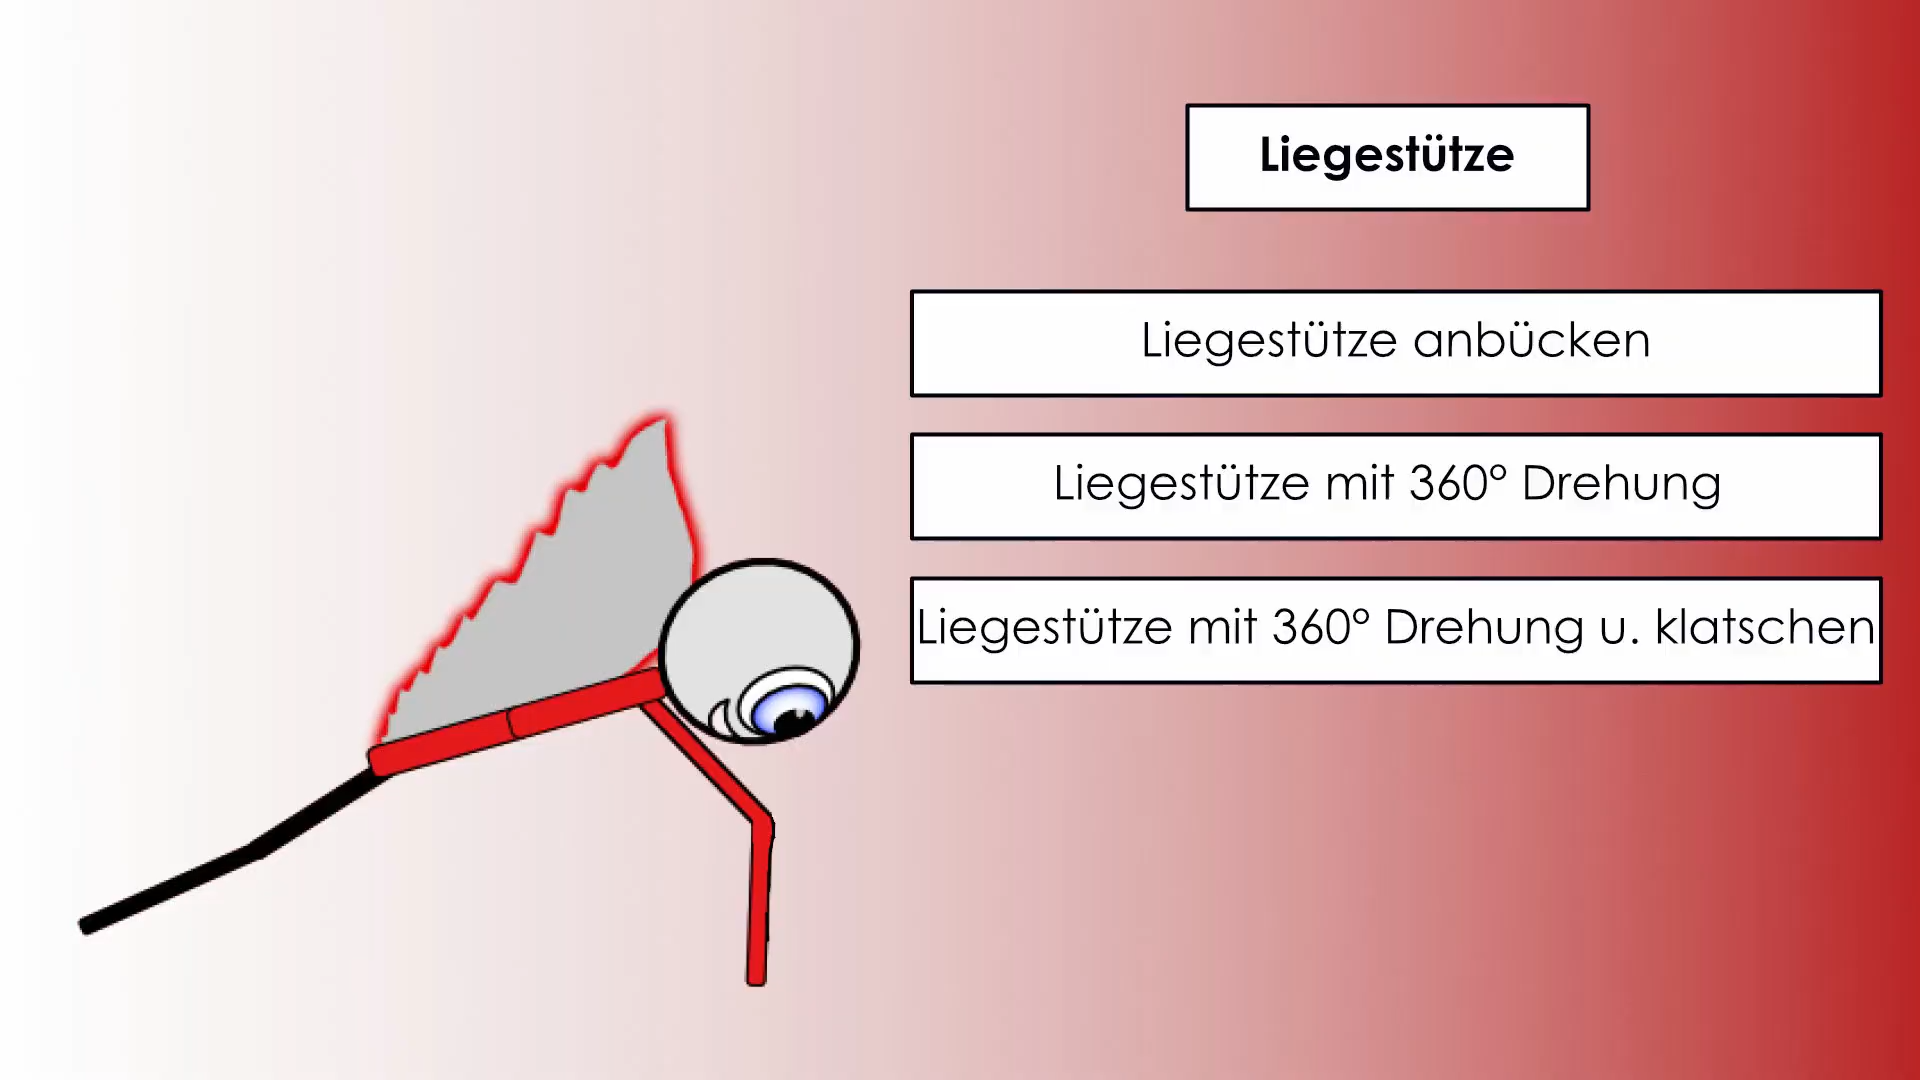 Liegestütze
Liegestütze anbücken
Liegestütze mit 360° Drehung
Liegestütze mit 360° Drehung u. klatschen